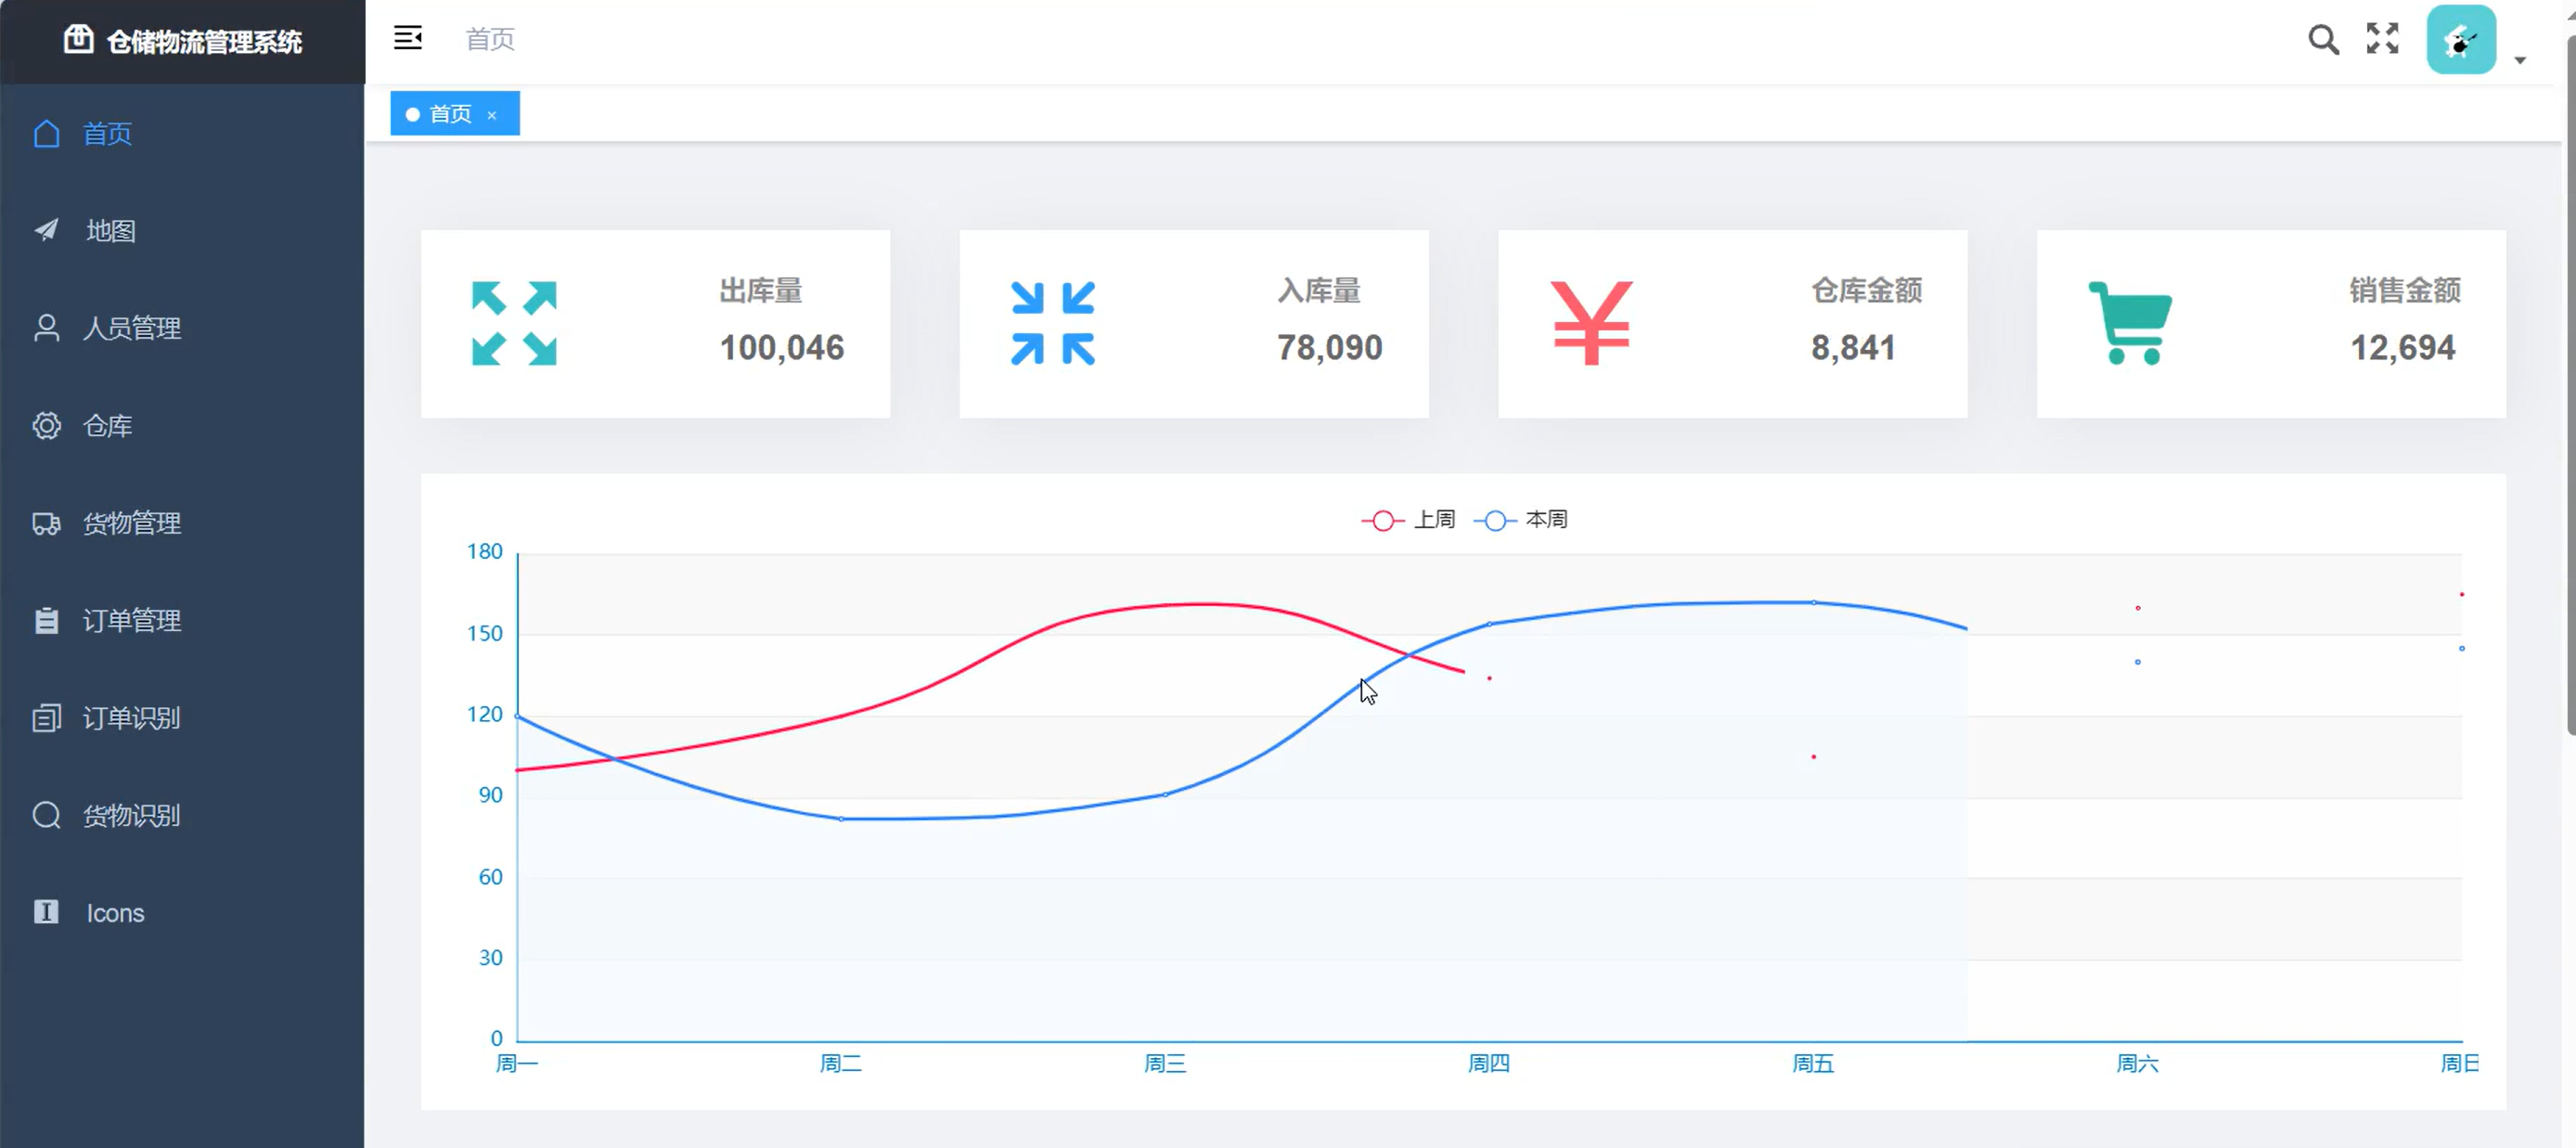 仓储物流管理系统
首页
首页
首页
地图
人员管理
仓库
货物管理
订单管理
订单识别
货物识别
Icons
出库量
100,046
入库量
78,090
仓库金额
8,841
销售金额
12,694
上周 本周
180
150
120
90
60
30
0
周一 周二 周三 周四 周五 周六 周日